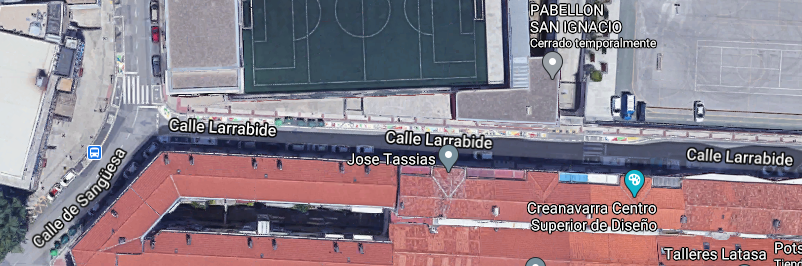 PABELLON
SAN IGNACIO
Cerrado temporalmente
Calle Larrabide
Calle Larrabide
Calle Larrabide
Jose Tassias
Calle de Sangüesa
Creanavarra Centro
Superior de Diseño
Talleres Latasa
Pots